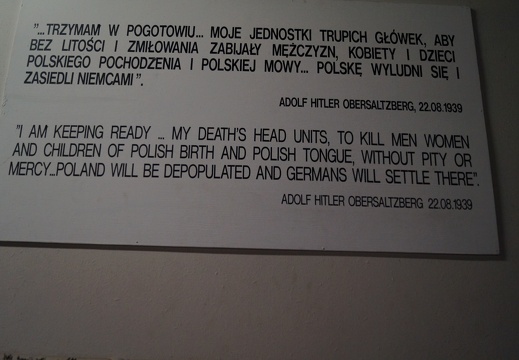 "...TRZYMAM W POGOTOWIU... MOJE JEDNOSTKI TRUPICH GŁÓWEK, ABY
BEZ LITOŚCI I ZMIŁOWANIA ZABIJAŁY MĘŻCZYZN, KOBIETY I DZIECI
POLSKIEGO POCHODZENIA I POLSKIEJ MOWY... POLSKĘ WYLUDNI SIĘ I
ZASIEDLI NIEMCAMI".
ADOLF HITLER OBERSALTZBERG, 22.08.1939
"I AM KEEPING READY ... MY DEATH'S HEAD UNITS, TO KILL MEN WOMEN
AND CHILDREN OF POLISH BIRTH AND POLISH TONGUE, WITHOUT PITY OR
MERCY...POLAND WILL BE DEPOPULATED AND GERMANS WILL SETTLE THERE".
ADOLF HITLER OBERSALTZBERG 22.08.1939